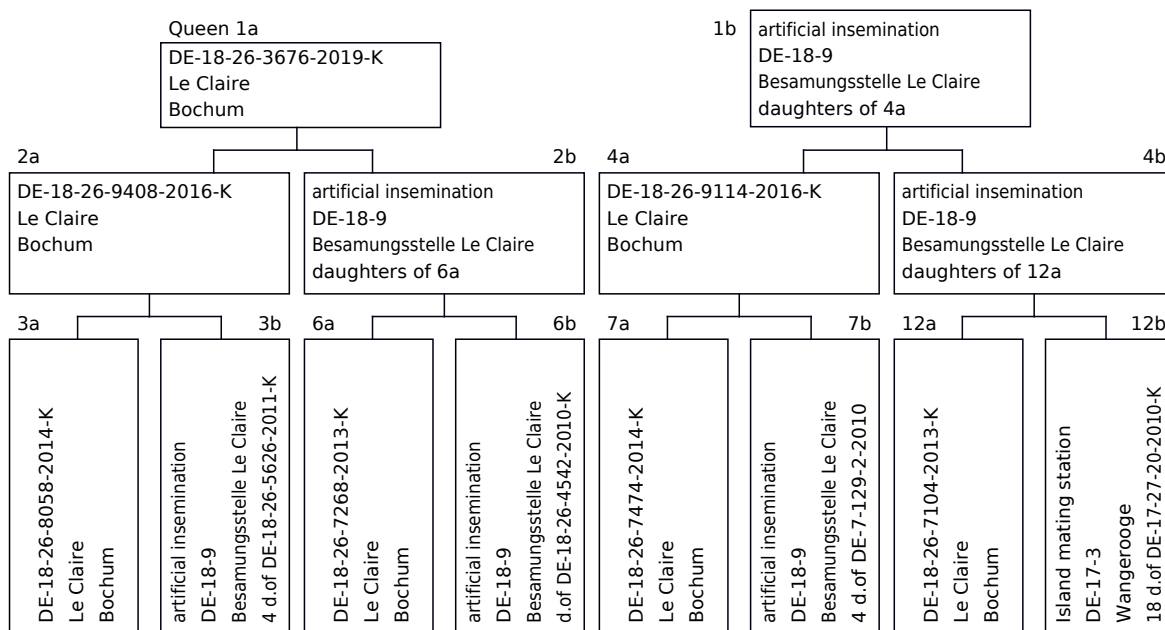 Queen 1a
DE-18-26-3676-2019-K
Le Claire
Bochum
1b
artificial insemination
DE-18-9
Besamungsstelle Le Claire
daughters of 4a
2a
DE-18-26-9408-2016-K
Le Claire
Bochum
2b
artificial insemination
DE-18-9
Besamungsstelle Le Claire
daughters of 6a
4a
DE-18-26-9114-2016-K
Le Claire
Bochum
4b
artificial insemination
DE-18-9
Besamungsstelle Le Claire
daughters of 12a
3a
DE-18-26-8058-2014-K
Le Claire
Bochum
3b
artificial insemination
DE-18-9
Besamungsstelle Le Claire
4 d.of DE-18-26-5626-2011-K
6a
DE-18-26-7268-2013-K
Le Claire
Bochum
6b
artificial insemination
DE-18-9
Besamungsstelle Le Claire
d.of DE-18-26-4542-2010-K
7a
DE-18-26-7474-2014-K
Le Claire
Bochum
7b
artificial insemination
DE-18-9
Besamungsstelle Le Claire
4 d.of DE-7-129-2-2010
12a
DE-18-26-7104-2013-K
Le Claire
Bochum
12b
Island mating station
DE-17-3
Wangerooge
18 d.of DE-17-27-20-2010-K